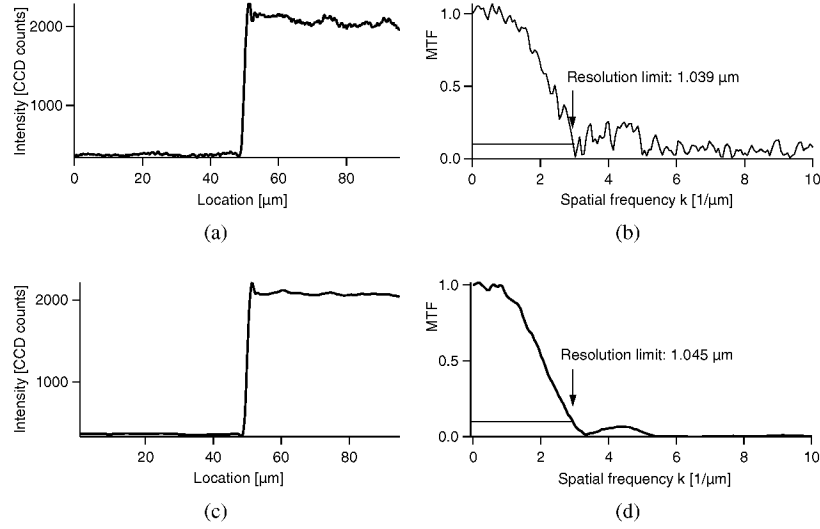 Intensity [CCD counts]
2000
1000
0
20
40
60
80
Location [µm]
(a)
MTF
1.0
0.5
0.0
Resolution limit: 1.039 µm
0
2
4
6
8
10
Spatial frequency k [1/µm]
(b)
Intensity [CCD counts]
2000
1000
20
40
60
80
Location [µm]
(c)
MTF
1.0
0.5
0.0
Resolution limit: 1.045 µm
0
2
4
6
8
10
Spatial frequency k [1/µm]
(d)